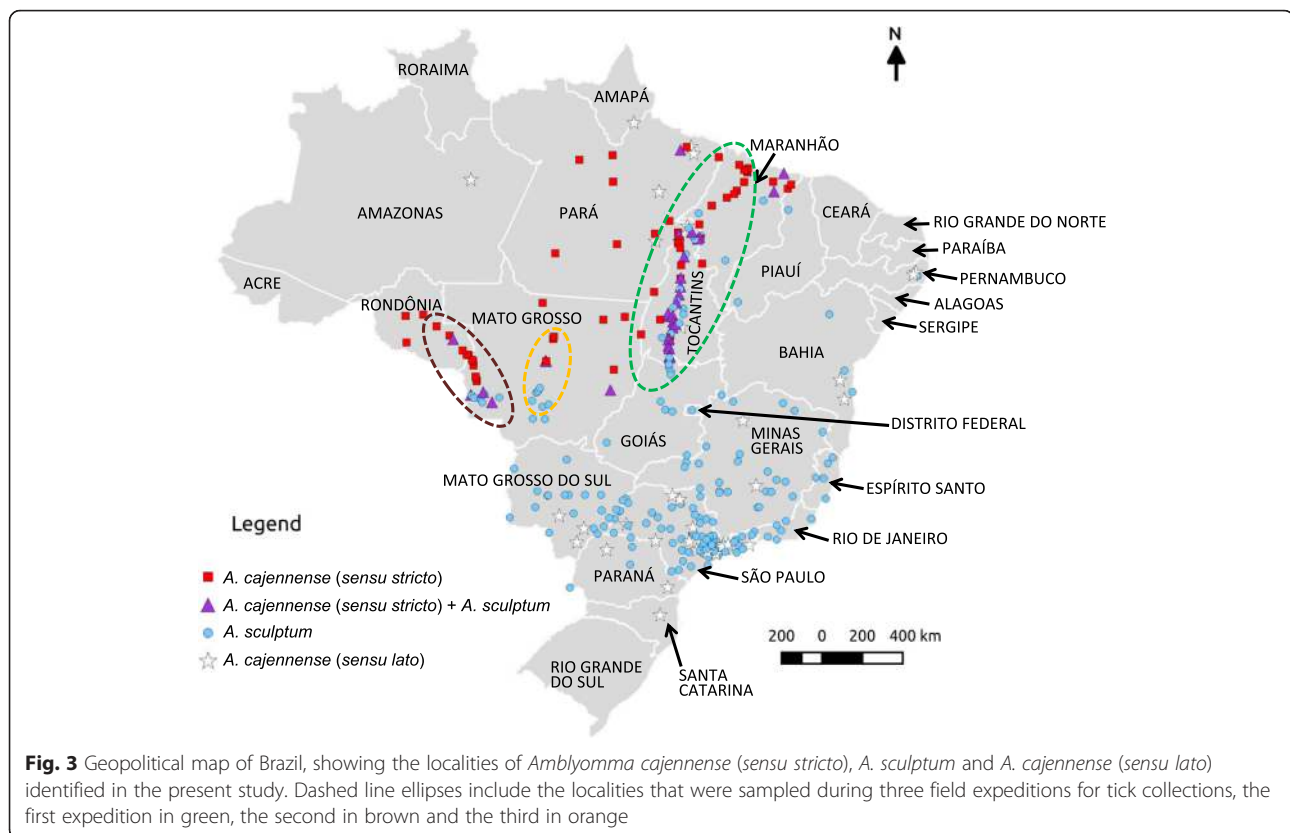 N
RORAIMA
AMAPÁ
MARANHÃO
AMAZONAS
PARÁ
CEARÁ
RIO GRANDE DO NORTE
PARAÍBA
PIAUÍ
PERNAMBUCO
ACRE
TOCANTINS
ALAGOAS
RONDÔNIA
MATO GROSSO
SERGIPE
BAHIA
DISTRITO FEDERAL
GOIÁS
MINAS
GERAIS
MATO GROSSO DO SUL
ESPÍRITO SANTO
Legend
RIO DE JANEIRO
PARANÁ
SÃO PAULO
A. cajennense (sensu stricto)
A. cajennense (sensu stricto) + A. sculptum
A. sculptum
A. cajennense (sensu lato)
200 0 200 400 km
RIO GRANDE
DO SUL
SANTA
CATARINA
Fig. 3 Geopolitical map of Brazil, showing the localities of Amblyomma cajennense (sensu stricto), A. sculptum and A. cajennense (sensu lato)
identified in the present study. Dashed line ellipses include the localities that were sampled during three field expeditions for tick collections, the
first expedition in green, the second in brown and the third in orange